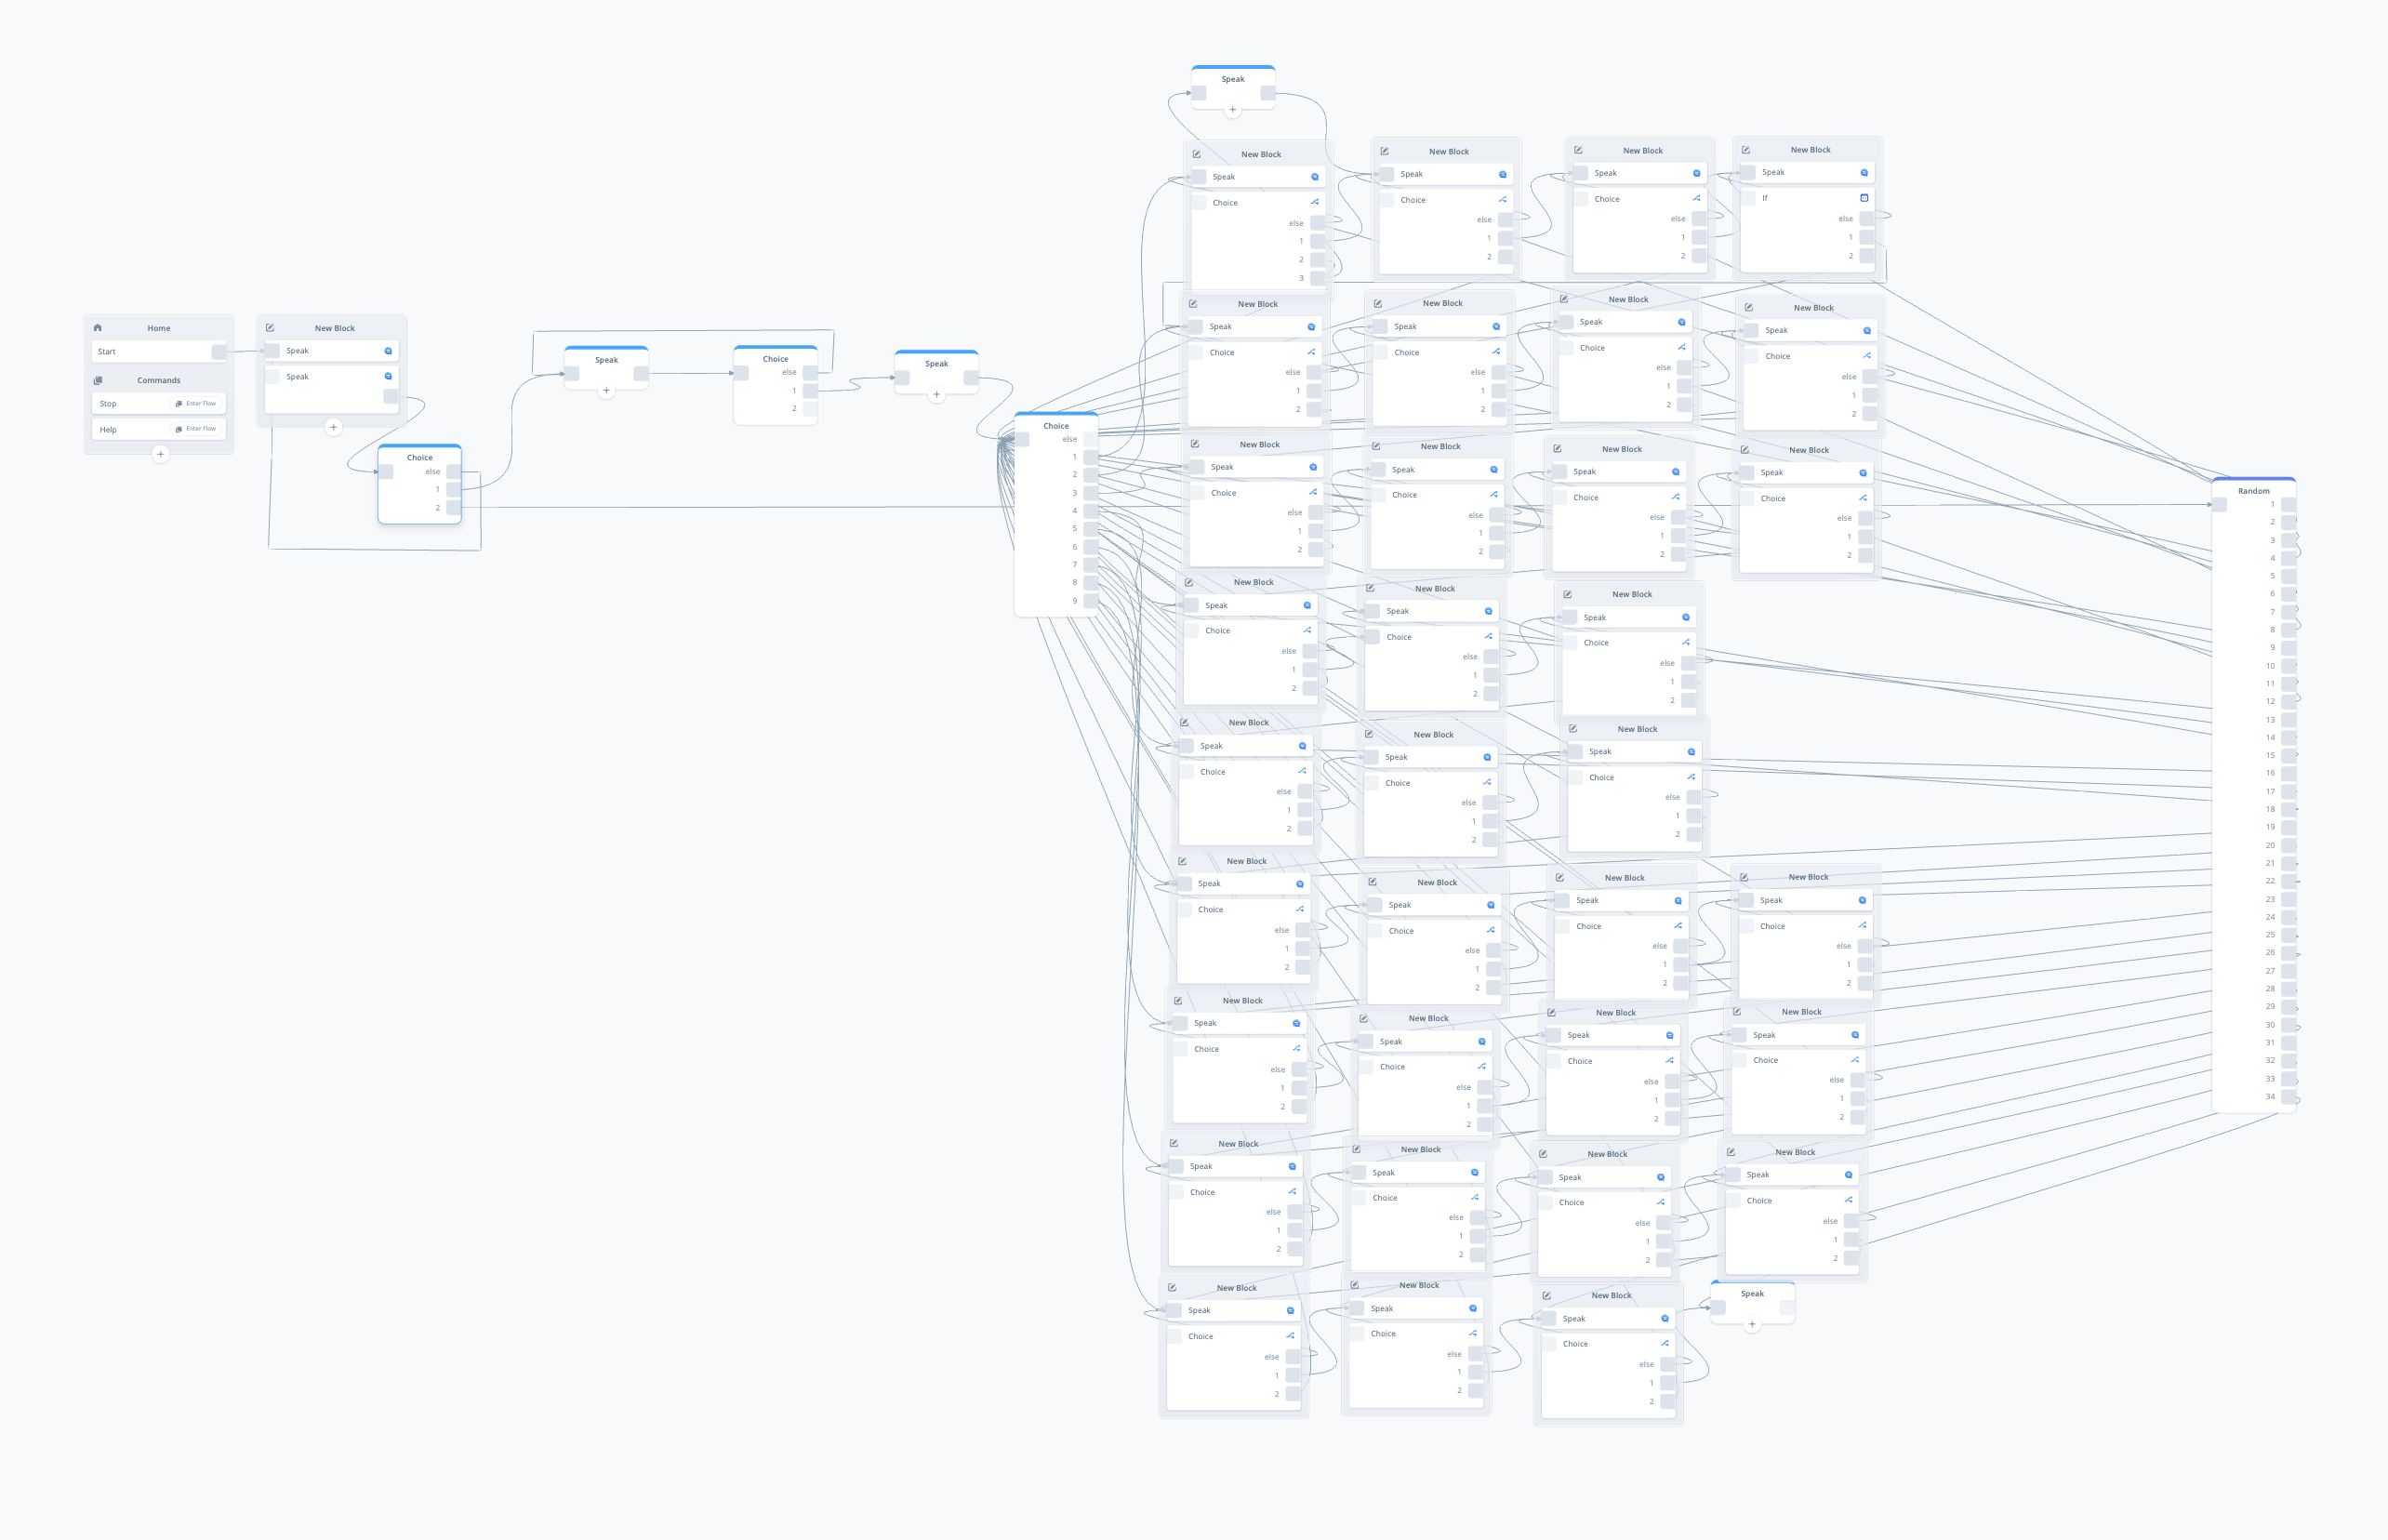 Home
Start
Commands
Stop
Enter Flow
Help
Enter Flow
New Block
Speak
Speak
Choice
else
1
2
Speak
Choice
else
1
2
Speak
Choice
else
1
2
3
4
5
6
7
8
9
Speak
New Block
Speak
Choice
else
1
2
3
New Block
Speak
Choice
else
1
2
New Block
Speak
Choice
else
1
2
New Block
Speak
If
else
1
2
New Block
Speak
Choice
else
1
2
New Block
Speak
Choice
else
1
2
New Block
Speak
Choice
else
1
2
New Block
Speak
Choice
else
1
2
New Block
Speak
Choice
else
1
2
New Block
Speak
Choice
else
1
2
New Block
Speak
Choice
else
1
2
New Block
Speak
Choice
else
1
2
New Block
Speak
Choice
else
1
2
New Block
Speak
Choice
else
1
2
New Block
Speak
Choice
else
1
2
New Block
Speak
Choice
else
1
2
New Block
Speak
Choice
else
1
2
New Block
Speak
Choice
else
1
2
New Block
Speak
Choice
else
1
2
New Block
Speak
Choice
else
1
2
New Block
Speak
Choice
else
1
2
New Block
Speak
Choice
else
1
2
New Block
Speak
Choice
else
1
2
New Block
Speak
Choice
else
1
2
New Block
Speak
Choice
else
1
2
New Block
Speak
Choice
else
1
2
New Block
Speak
Choice
else
1
2
New Block
Speak
Choice
else
1
2
New Block
Speak
Choice
else
1
2
New Block
Speak
Choice
else
1
2
New Block
Speak
Choice
else
1
2
New Block
Speak
Choice
else
1
2
New Block
Speak
Choice
else
1
2
Speak
Random
1
2
3
4
5
6
7
8
9
10
11
12
13
14
15
16
17
18
19
20
21
22
23
24
25
26
27
28
29
30
31
32
33
34